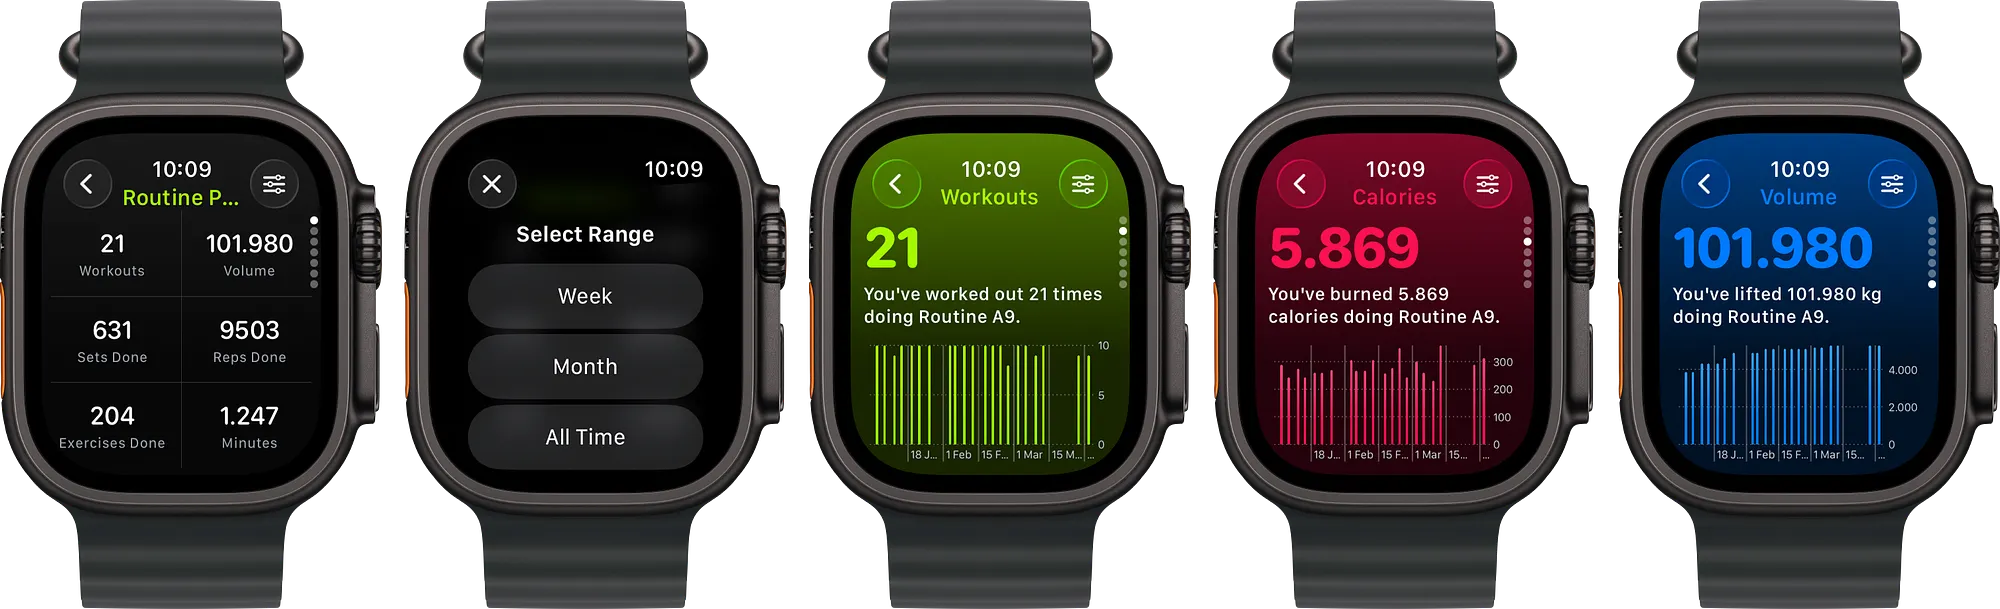 10:09
Routine P...
21
101.980
Workouts
Volume
631
9503
Sets Done
Reps Done
204
1.247
Exercises Done
Minutes
10:09
Select Range
Week
Month
All Time
10:09
Workouts
21
You've worked out 21 times
doing Routine A9.
10
5
0
18 J...
1 Feb
15 F...
1 Mar
15 M...
...
10:09
Calories
5.869
You've burned 5.869
calories doing Routine A9.
300
200
100
0
18 J...
1 Feb
15 F...
1 Mar
15...
...
10:09
Volume
101.980
You've lifted 101.980 kg
doing Routine A9.
4.000
2.000
0
18 J...
1 Feb
15 F...
1 Mar
15...
...